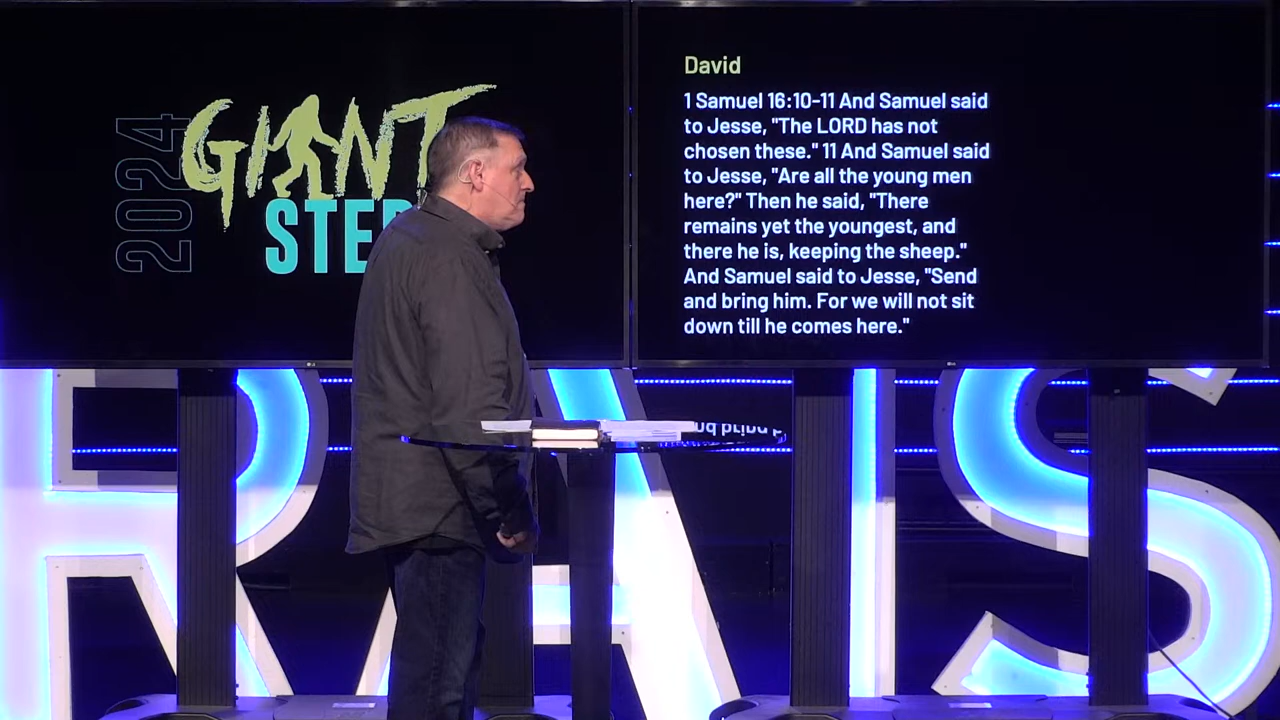 2024
GIANT
STEP
David
1 Samuel 16:10-11 And Samuel said
to Jesse, "The LORD has not
chosen these." 11 And Samuel said
to Jesse, "Are all the young men
here?" Then he said, "There
remains yet the youngest, and
there he is, keeping the sheep."
And Samuel said to Jesse, "Send
and bring him. For we will not sit
down till he comes here."
RAIS